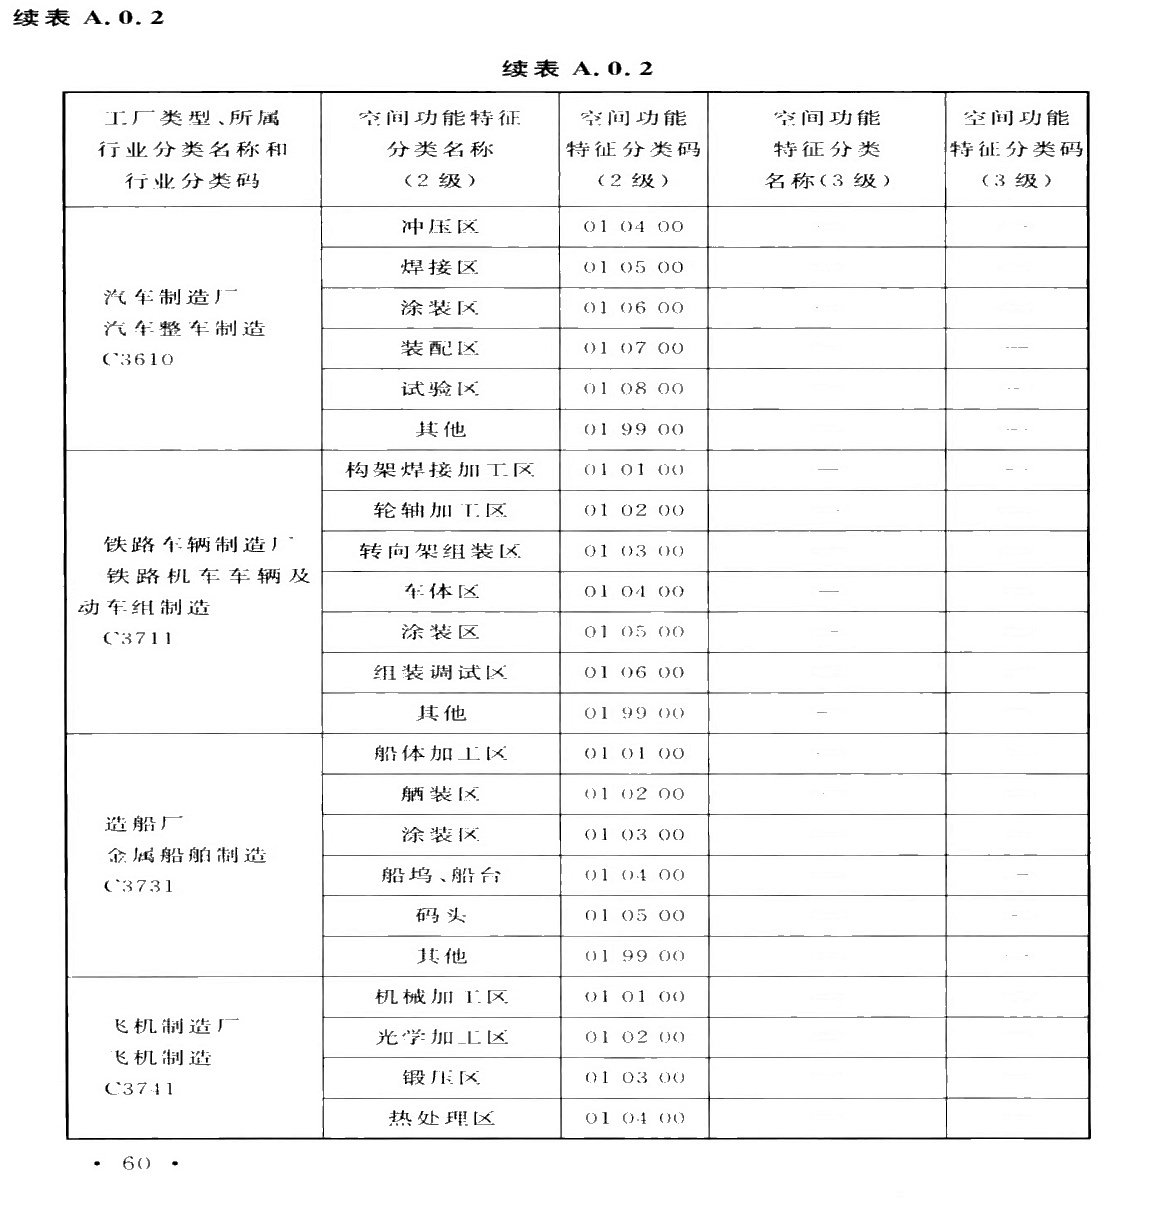 续表 A.0.2
续表 A.0.2
工厂类型、所属
行业分类名称和
行业分类码
空间功能特征
分类名称
(2 级)
空间功能
特征分类码
(2 级)
空间功能
特征分类
名称(3 级)
空间功能
特征分类码
(3 级)
汽车制造厂
汽车整车制造
C3610
冲压区 01 04 00
焊接区 01 05 00
涂装区 01 06 00
装配区 01 07 00 —
试验区 01 08 00 —
其他 01 99 00 —
铁路车辆制造厂
铁路机车车辆及
动车组制造
C3711
构架焊接加工区 01 01 00 — —
轮轴加工区 01 02 00
转向架组装区 01 03 00
车体区 01 04 00 —
涂装区 01 05 00 —
组装调试区 01 06 00
其他 01 99 00 —
造船厂
金属船舶制造
C3731
船体加工区 01 01 00
舾装区 01 02 00
涂装区 01 03 00
船坞、船台 01 04 00 —
码头 01 05 00 —
其他 01 99 00
飞机制造厂
飞机制造
C3741
机械加工区 01 01 00
光学加工区 01 02 00
锻压区 01 03 00
热处理区 01 04 00
• 60 •